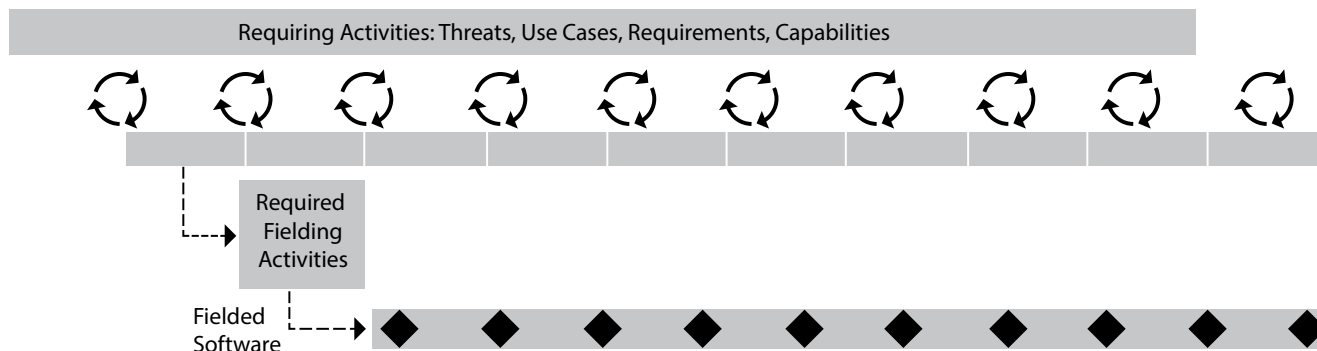 Requiring Activities: Threats, Use Cases, Requirements, Capabilities
Required
Fielding
Activities
Fielded
Software